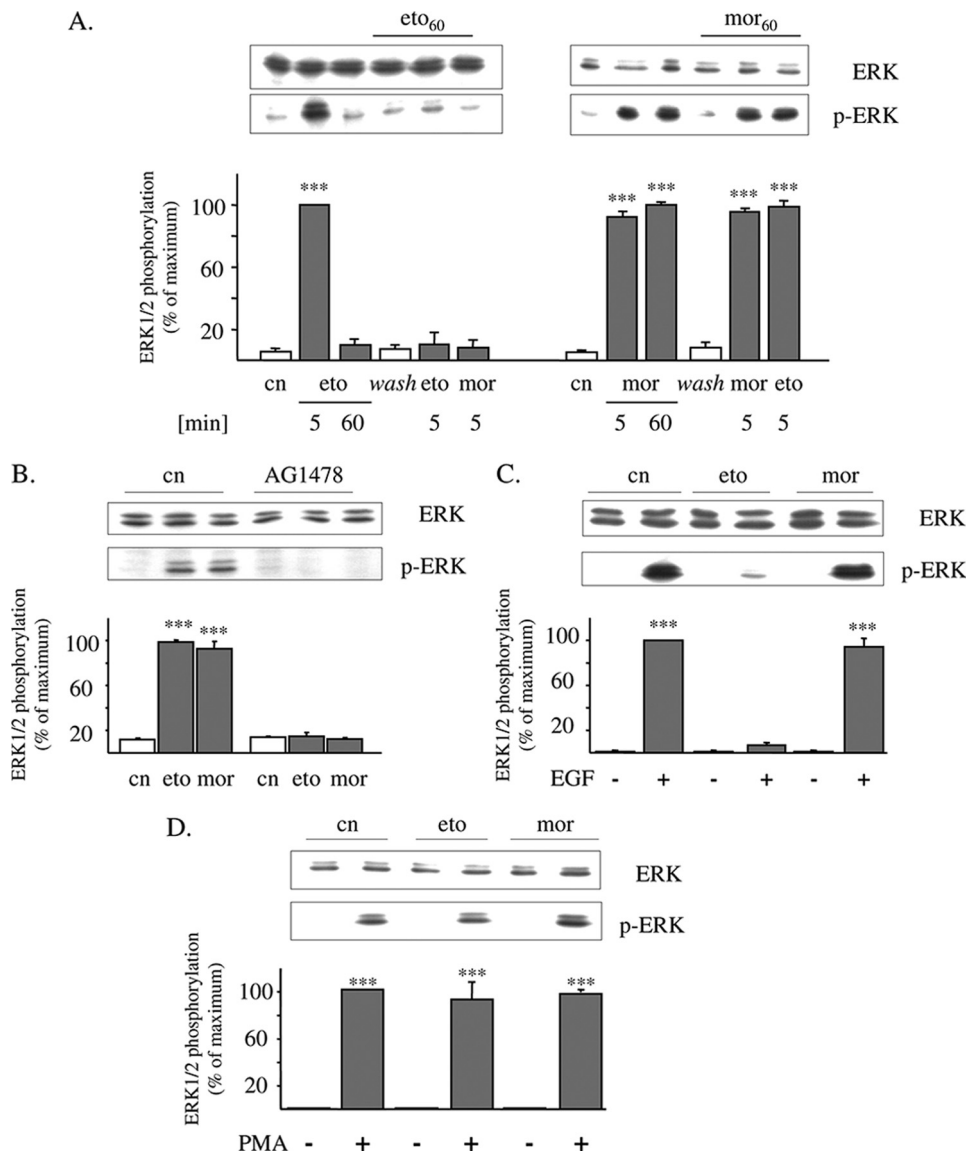 A.
eto60 mor60
ERK
p-ERK
ERK1/2 phosphorylation
(% of maximum)
100
60
20
*** *** *** *** ***
cn eto wash eto mor cn mor wash mor eto
[min] 5 60 5 5 5 60 5 5
B.
cn AG1478
ERK
p-ERK
ERK1/2 phosphorylation
(% of maximum)
100
60
20
*** ***
cn eto mor cn eto mor
C.
cn eto mor
ERK
p-ERK
ERK1/2 phosphorylation
(% of maximum)
100
60
20
*** ***
EGF - + - + - +
D.
cn eto mor
ERK
p-ERK
ERK1/2 phosphorylation
(% of maximum)
100
60
20
*** *** ***
PMA - + - + - +